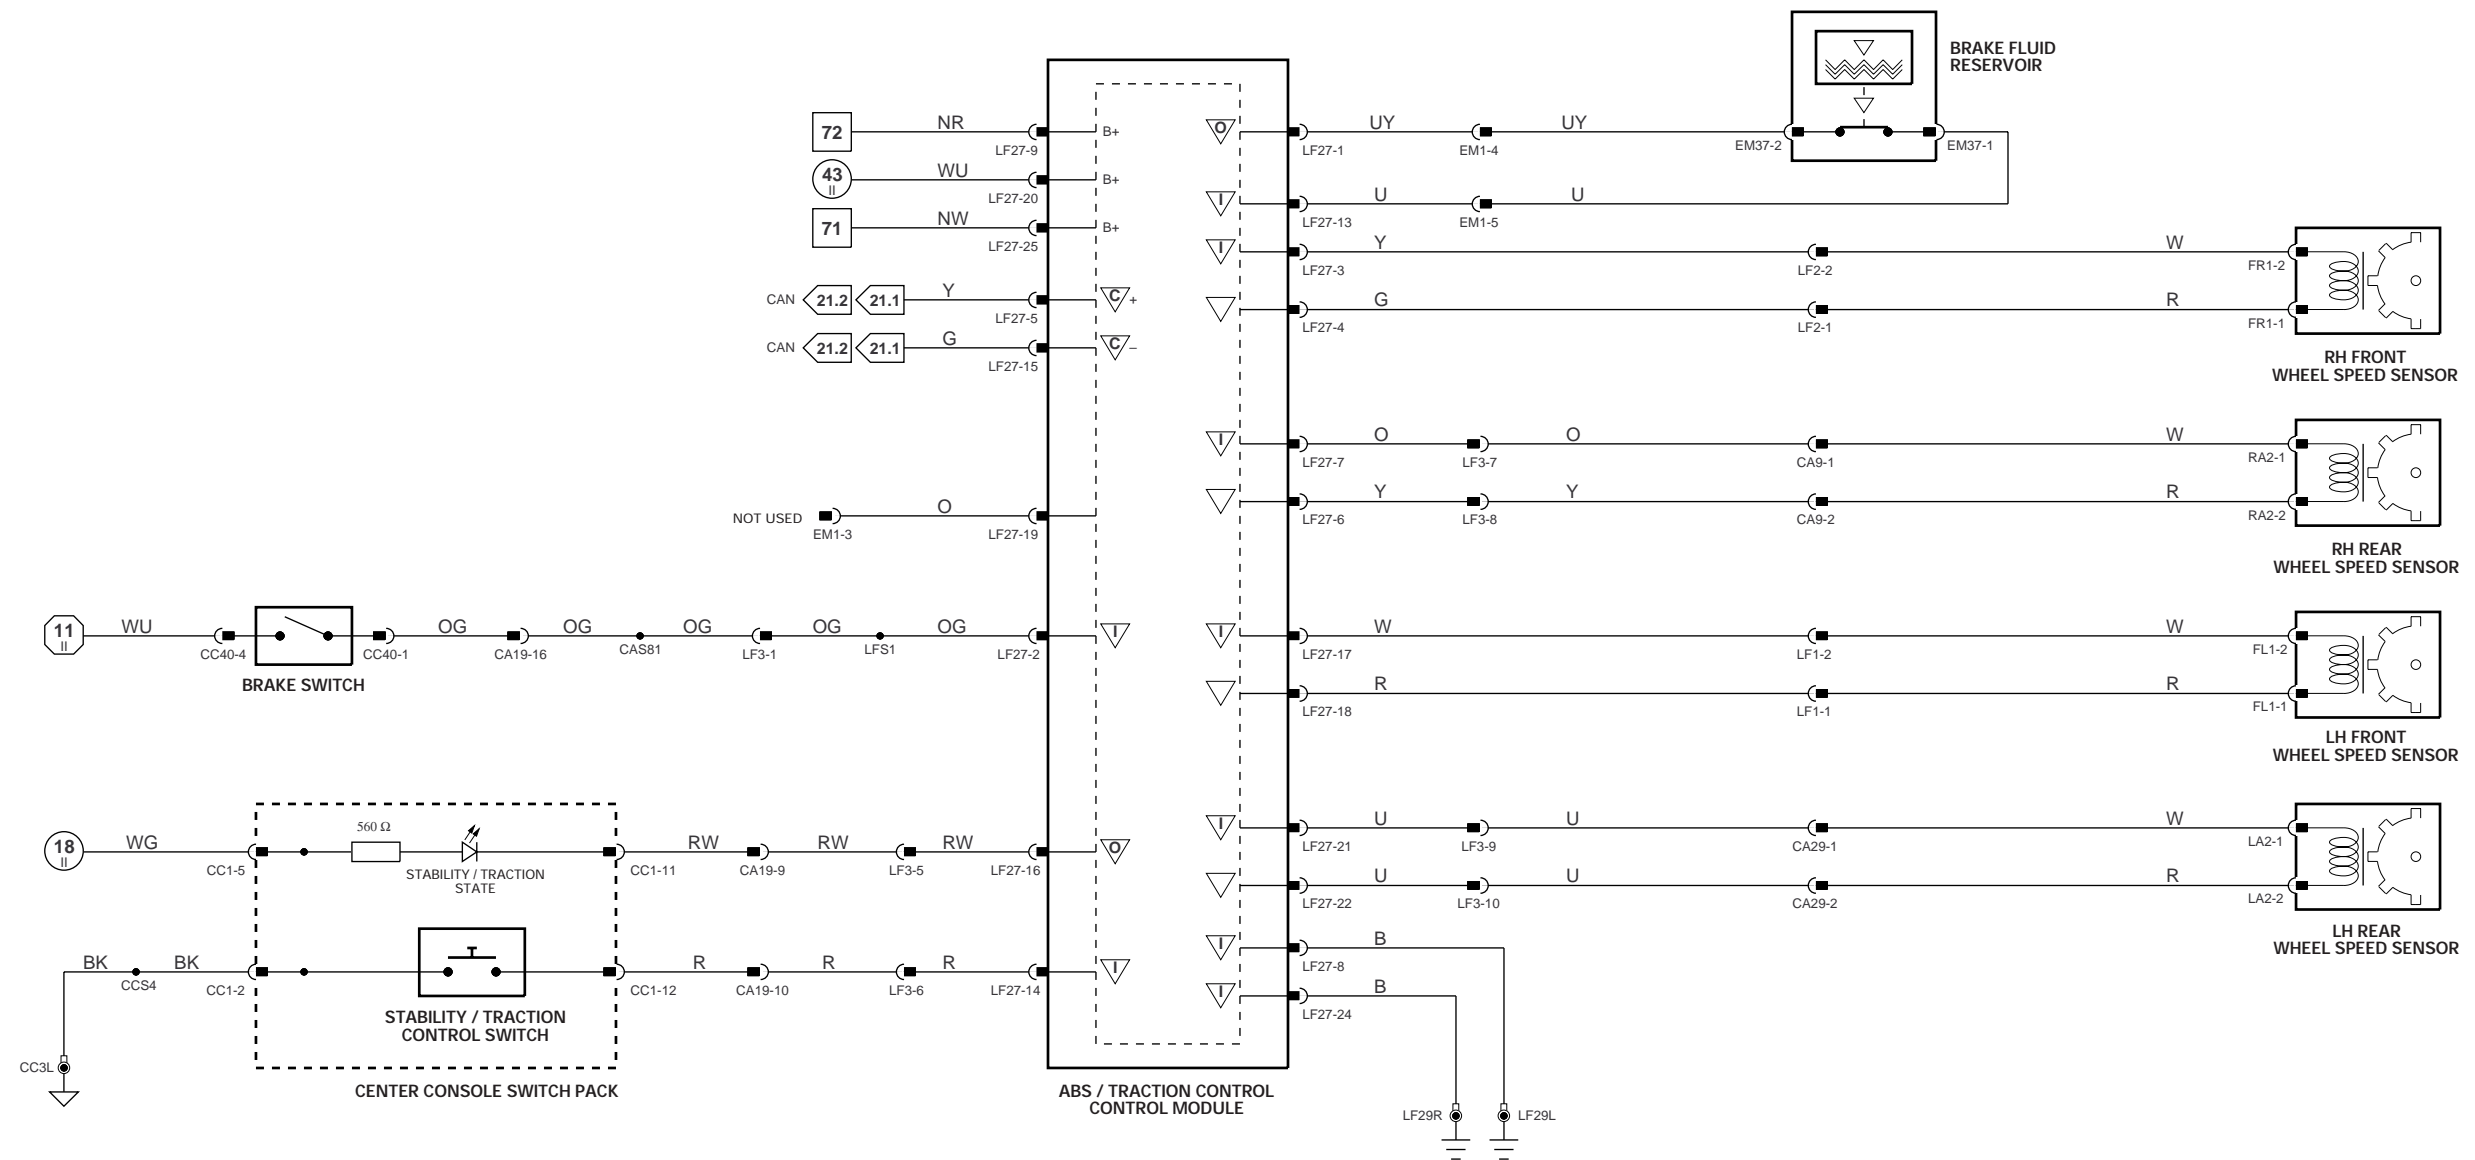 BRAKE FLUID
RESERVOIR
72 NR LF27-9 B+
43 II WU LF27-20 B+
71 NW LF27-25 B+
CAN 21.2 21.1 Y LF27-5 C +
CAN 21.2 21.1 G LF27-15 C –
NOT USED EM1-3 O LF27-19
11 II WU CC40-4 CC40-1 OG CA19-16 OG CAS81 OG LF3-1 OG LFS1 OG LF27-2 I
BRAKE SWITCH
18 II WG CC1-5 560 Ω CC1-11 RW CA19-9 RW LF3-5 RW LF27-16 O
STABILITY / TRACTION
STATE
BK CCS4 BK CC1-2 CC1-12 R CA19-10 R LF3-6 R LF27-14 I
STABILITY / TRACTION
CONTROL SWITCH
CC3L
CENTER CONSOLE SWITCH PACK
ABS / TRACTION CONTROL
CONTROL MODULE
O LF27-1 UY EM1-4 UY EM37-2 EM37-1
I LF27-13 U EM1-5 U
I LF27-3 Y LF2-2 W FR1-2
LF27-4 G LF2-1 R FR1-1
RH FRONT
WHEEL SPEED SENSOR
I LF27-7 O LF3-7 O CA9-1 W RA2-1
LF27-6 Y LF3-8 Y CA9-2 R RA2-2
RH REAR
WHEEL SPEED SENSOR
I LF27-17 W LF1-2 W FL1-2
LF27-18 R LF1-1 R FL1-1
LH FRONT
WHEEL SPEED SENSOR
I LF27-21 U LF3-9 U CA29-1 W LA2-1
LF27-22 U LF3-10 U CA29-2 R LA2-2
LH REAR
WHEEL SPEED SENSOR
I LF27-8 B
I LF27-24 B
LF29R LF29L